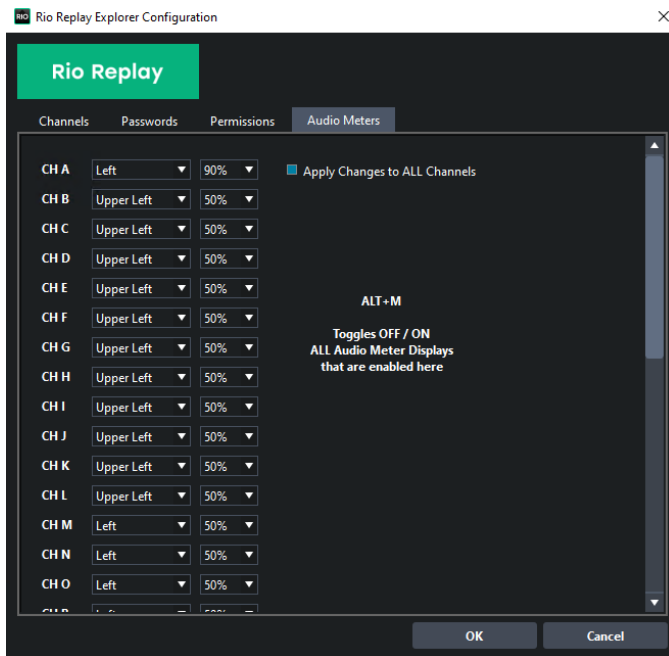 RIO Rio Replay Explorer Configuration
Rio Replay
Channels Passwords Permissions Audio Meters
CH A Left 90% Apply Changes to ALL Channels
CH B Upper Left 50%
CH C Upper Left 50%
CH D Upper Left 50%
CH E Upper Left 50%
ALT+M
CH F Upper Left 50%
Toggles OFF / ON
CH G Upper Left 50%
ALL Audio Meter Displays
that are enabled here
CH H Upper Left 50%
CH I Upper Left 50%
CH J Upper Left 50%
CH K Upper Left 50%
CH L Upper Left 50%
CH M Left 50%
CH N Left 50%
CH O Left 50%
OK Cancel